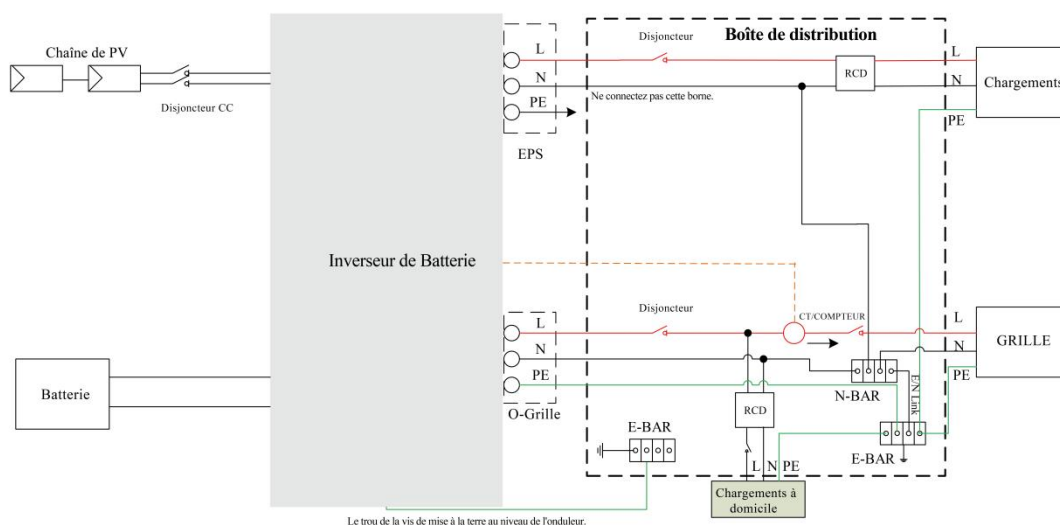 Boîte de distribution
Chaîne de PV
Disjoncteur CC
L
N
PE
EPS
Disjoncteur
RCD
Ne connectez pas cette borne.
L
N
PE
Chargements
Inverseur de Batterie
Batterie
L
N
PE
O-Grille
Disjoncteur
CT/COMPTEUR
L
N
PE
GRILLE
N-BAR
E/N Link
RCD
E-BAR
E-BAR
L N PE
Chargements à
domicile
Le trou de la vis de mise à la terre au niveau de l'onduleur.